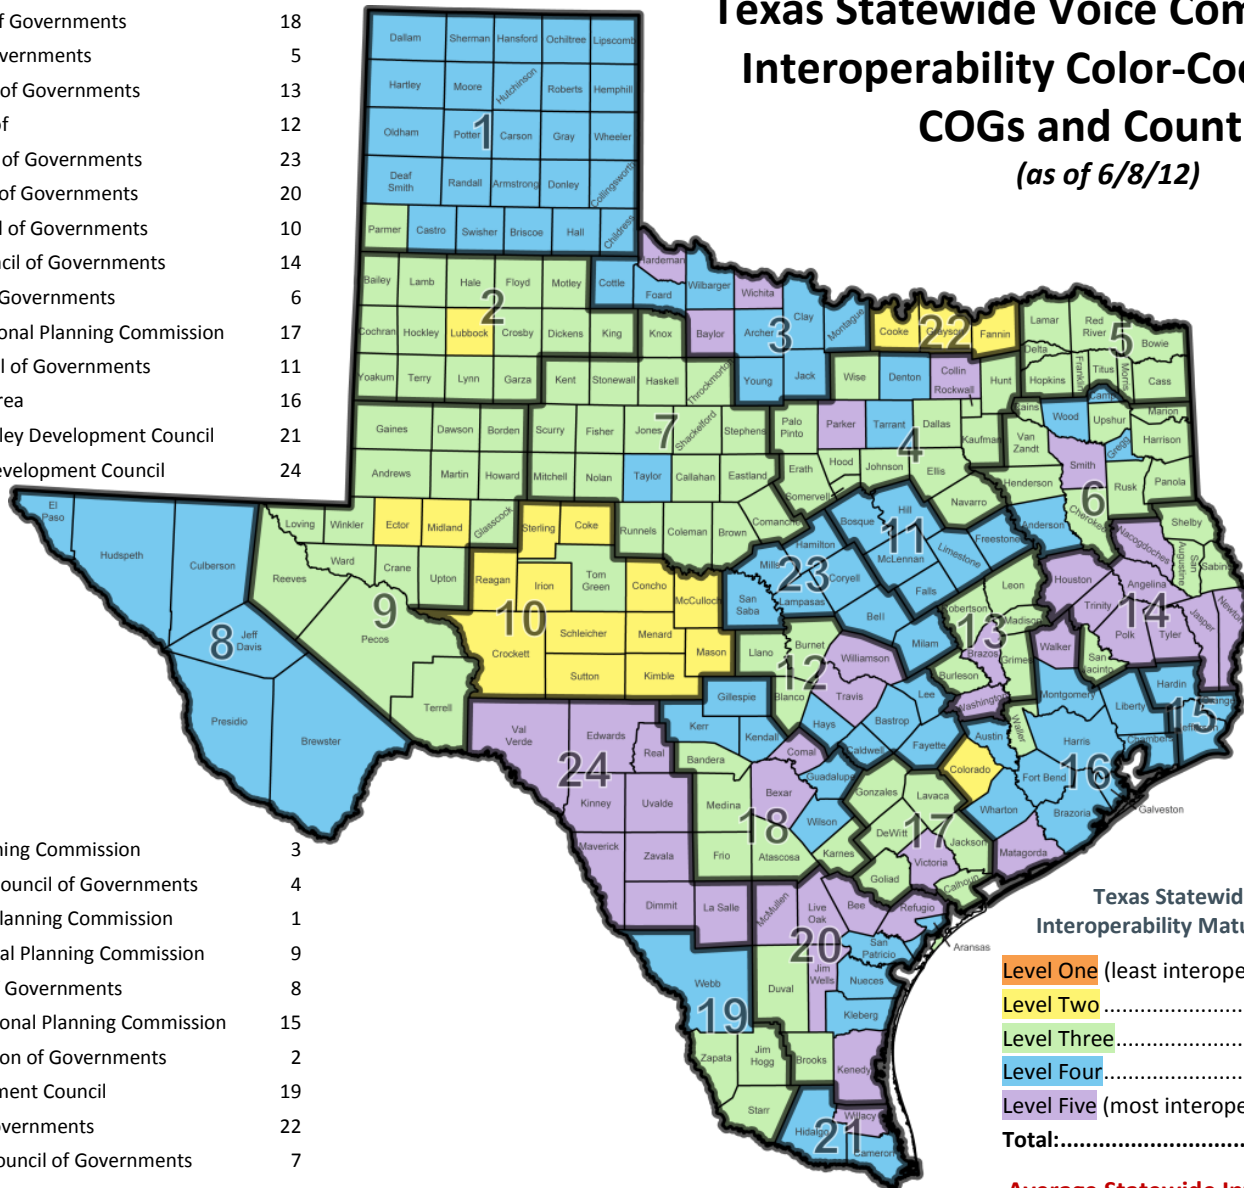 Texas Statewide Voice Com
Interoperability Color-Co
COGs and Count
(as of 6/8/12)
f Governments 18
vernments 5
of Governments 13
of 12
of Governments 23
of Governments 20
l of Governments 10
cil of Governments 14
Governments 6
onal Planning Commission 17
l of Governments 11
rea 16
ley Development Council 21
evelopment Council 24
Dallam Sherman Hansford Ochiltree Lipscomb
Hartley Moore Hutchinson Roberts Hemphill
Oldham Potter Carson Gray Wheeler
1
Deaf Smith Randall Armstrong Donley Collingsworth
Parmer Castro Swisher Briscoe Hall Childress
Hardeman
Bailey Lamb Hale Floyd Motley Cottle Foard Wilbarger Wichita
2
Cochran Hockley Lubbock Crosby Dickens King Knox Baylor Archer Clay Montague Cooke Grayson Fannin Lamar Red River Bowie
3 22 5
Yoakum Terry Lynn Garza Kent Stonewall Haskell Throckmorton Young Jack Wise Denton Collin Rockwall Hunt Delta Hopkins Franklin Titus Morris Cass
Gaines Dawson Borden Scurry Fisher Jones Shackelford Stephens Palo Pinto Parker Tarrant Dallas Kaufman Rains Wood Camp Upshur Marion
7 4
Van Zandt Smith Gregg Harrison
Andrews Martin Howard Mitchell Nolan Taylor Callahan Eastland Erath Hood Johnson Ellis Henderson Rusk Panola
6
Somervell Navarro
El Paso Hudspeth Culberson Loving Winkler Ector Midland Glasscock Sterling Coke Runnels Coleman Brown Comanche Bosque Hill Freestone Anderson Cherokee Nacogdoches Shelby
11
Hamilton McLennan Limestone San Augustine Sabine
Reeves Ward Crane Upton Reagan Irion Tom Green Concho McCulloch Mills Coryell Falls Leon Houston Angelina
23
San Saba Lampasas Bell Robertson Madison Trinity Newton Jasper
9 10 13 14
8
Jeff Davis Pecos Crockett Schleicher Menard Mason Llano Burnet Williamson Milam Brazos Grimes Walker Polk Tyler
12
Sutton Kimble Burleson San Jacinto
Presidio Brewster Terrell Gillespie Blanco Travis Lee Washington Montgomery Liberty Hardin Orange
15
Val Verde Edwards Real Kerr Kendall Hays Bastrop Fayette Austin Waller Harris Chambers Jefferson
24 16
Bandera Comal Caldwell Guadalupe Colorado Fort Bend
Kinney Uvalde Medina Bexar Gonzales Lavaca Wharton Brazoria Galveston
18 17
Wilson DeWitt
Maverick Zavala Frio Atascosa Karnes Victoria Jackson Matagorda
Goliad Calhoun
Dimmit La Salle McMullen Live Oak Bee Refugio
20
Aransas
San Patricio
Webb Duval Jim Wells Nueces
19
Kleberg
Zapata Jim Hogg Brooks Kenedy
Starr Hidalgo Willacy
21
Cameron
ning Commission 3
ouncil of Governments 4
lanning Commission 1
al Planning Commission 9
Governments 8
onal Planning Commission 15
on of Governments 2
ment Council 19
overnments 22
ouncil of Governments 7
Texas Statewid
Interoperability Matu
Level One (least interope
Level Two ........................
Level Three......................
Level Four........................
Level Five (most interope
Total:..............................